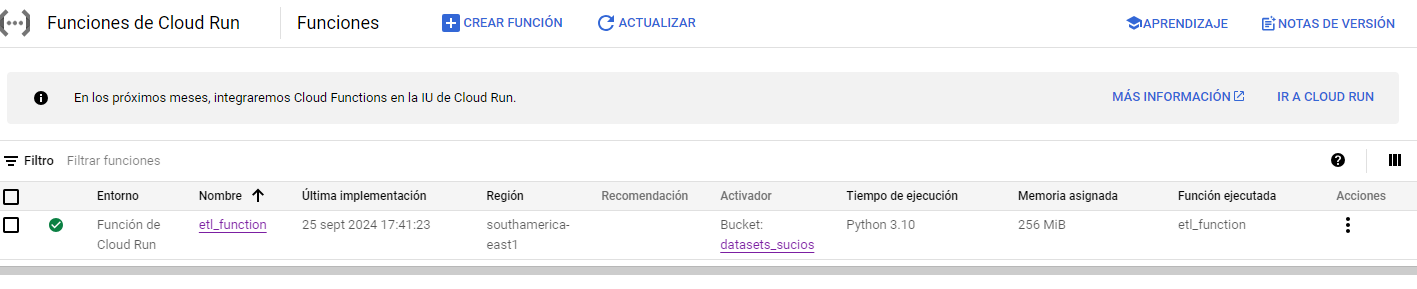 Funciones de Cloud Run
Funciones
CREAR FUNCIÓN
ACTUALIZAR
APRENDIZAJE
NOTAS DE VERSIÓN
En los próximos meses, integraremos Cloud Functions en la IU de Cloud Run.
MÁS INFORMACIÓN
IR A CLOUD RUN
Filtro
Filtrar funciones
Entorno
Nombre
Última implementación
Región
Recomendación
Activador
Tiempo de ejecución
Memoria asignada
Función ejecutada
Acciones
Función de
Cloud Run
etl_function
25 sept 2024 17:41:23
southamerica-
east1
Bucket:
datasets_sucios
Python 3.10
256 MiB
etl_function